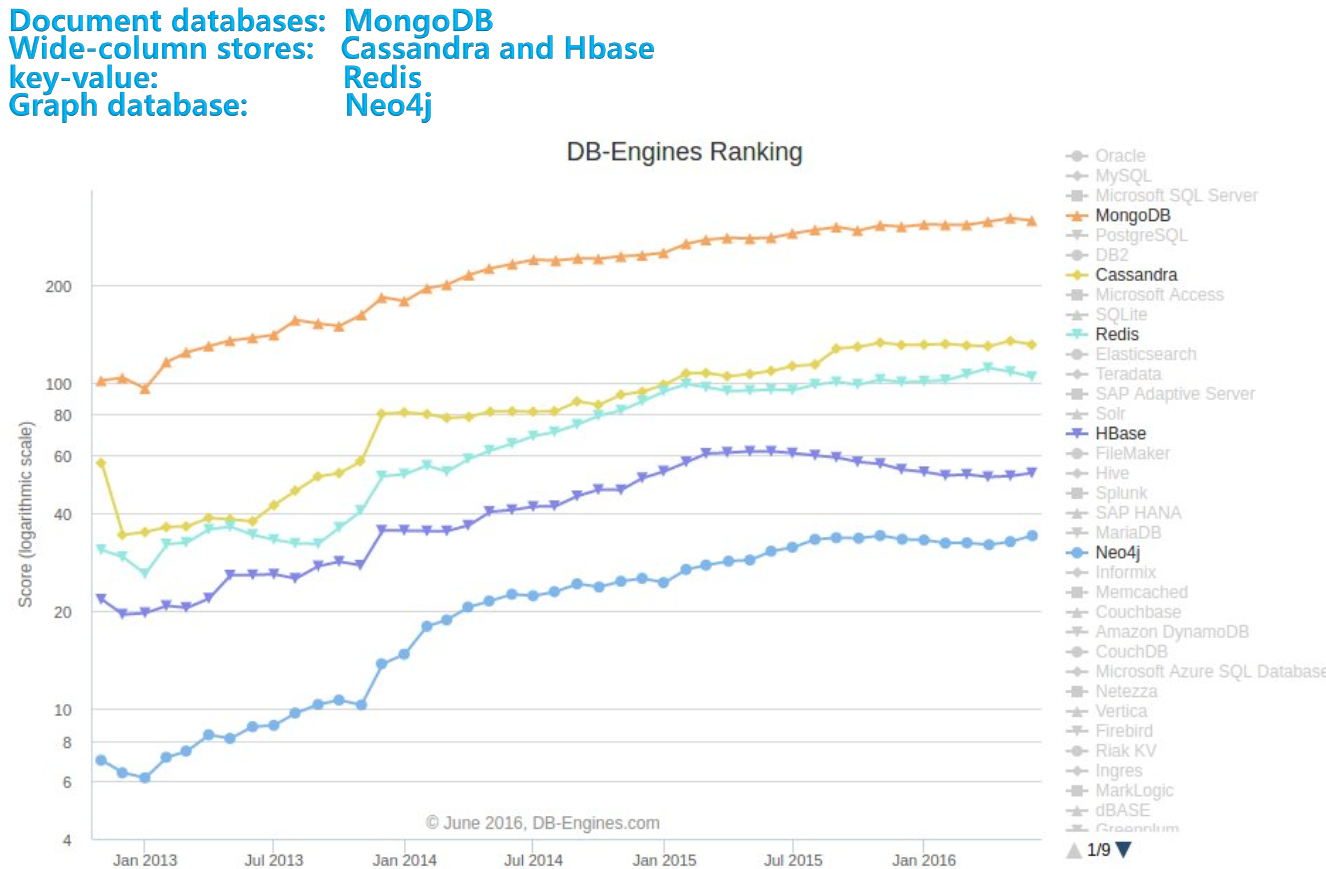 Document databases: MongoDB
Wide-column stores: Cassandra and Hbase
key-value: Redis
Graph database: Neo4j
DB-Engines Ranking
Score (logarithmic scale)
200
100
80
60
40
20
10
8
6
4
Jan 2013
Jul 2013
Jan 2014
Jul 2014
Jan 2015
Jul 2015
Jan 2016
© June 2016, DB-Engines.com
Oracle
MySQL
Microsoft SQL Server
MongoDB
PostgreSQL
DB2
Cassandra
Microsoft Access
SQLite
Redis
Elasticsearch
Teradata
SAP Adaptive Server
Solr
HBase
FileMaker
Hive
Splunk
SAP HANA
MariaDB
Neo4j
Informix
Memcached
Couchbase
Amazon DynamoDB
CouchDB
Microsoft Azure SQL Database
Netezza
Vertica
Firebird
Riak KV
Ingres
MarkLogic
dBASE
Greenplum
1/9